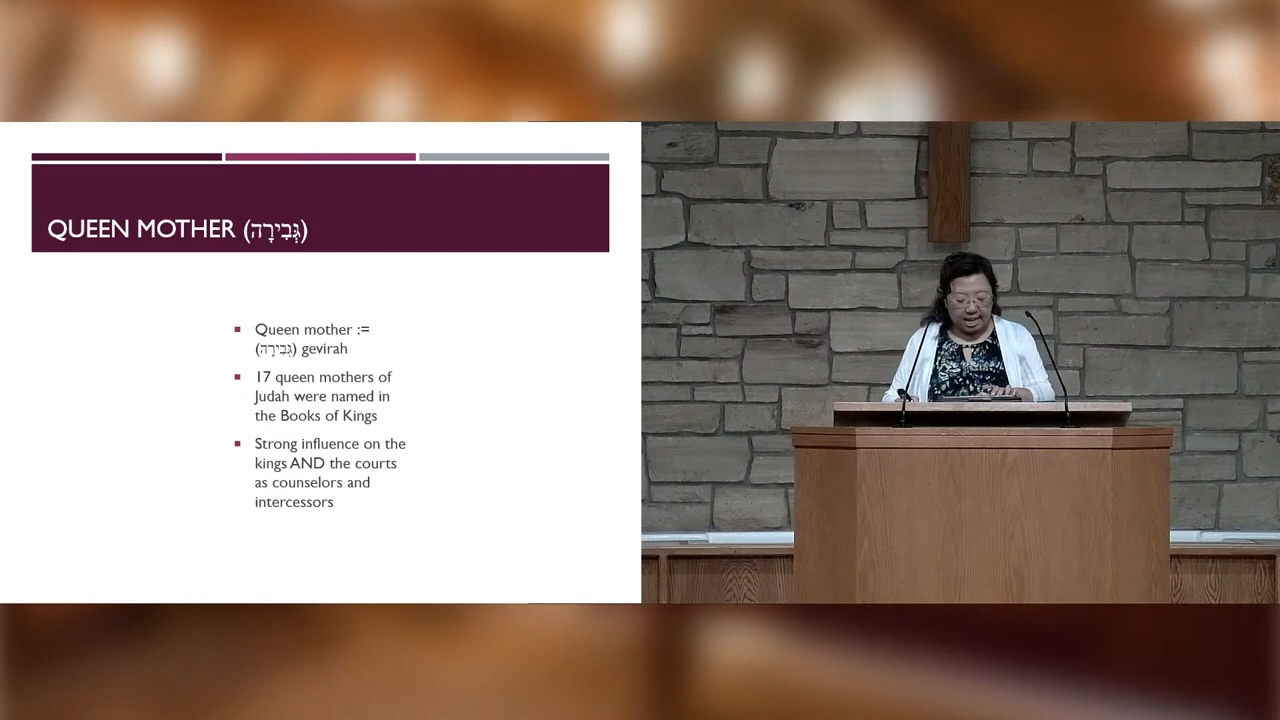 QUEEN MOTHER (גְּבִירָה)
Queen mother :=
(גְּבִירָה) gevirah
17 queen mothers of
Judah were named in
the Books of Kings
Strong influence on the
kings AND the courts
as counselors and
intercessors